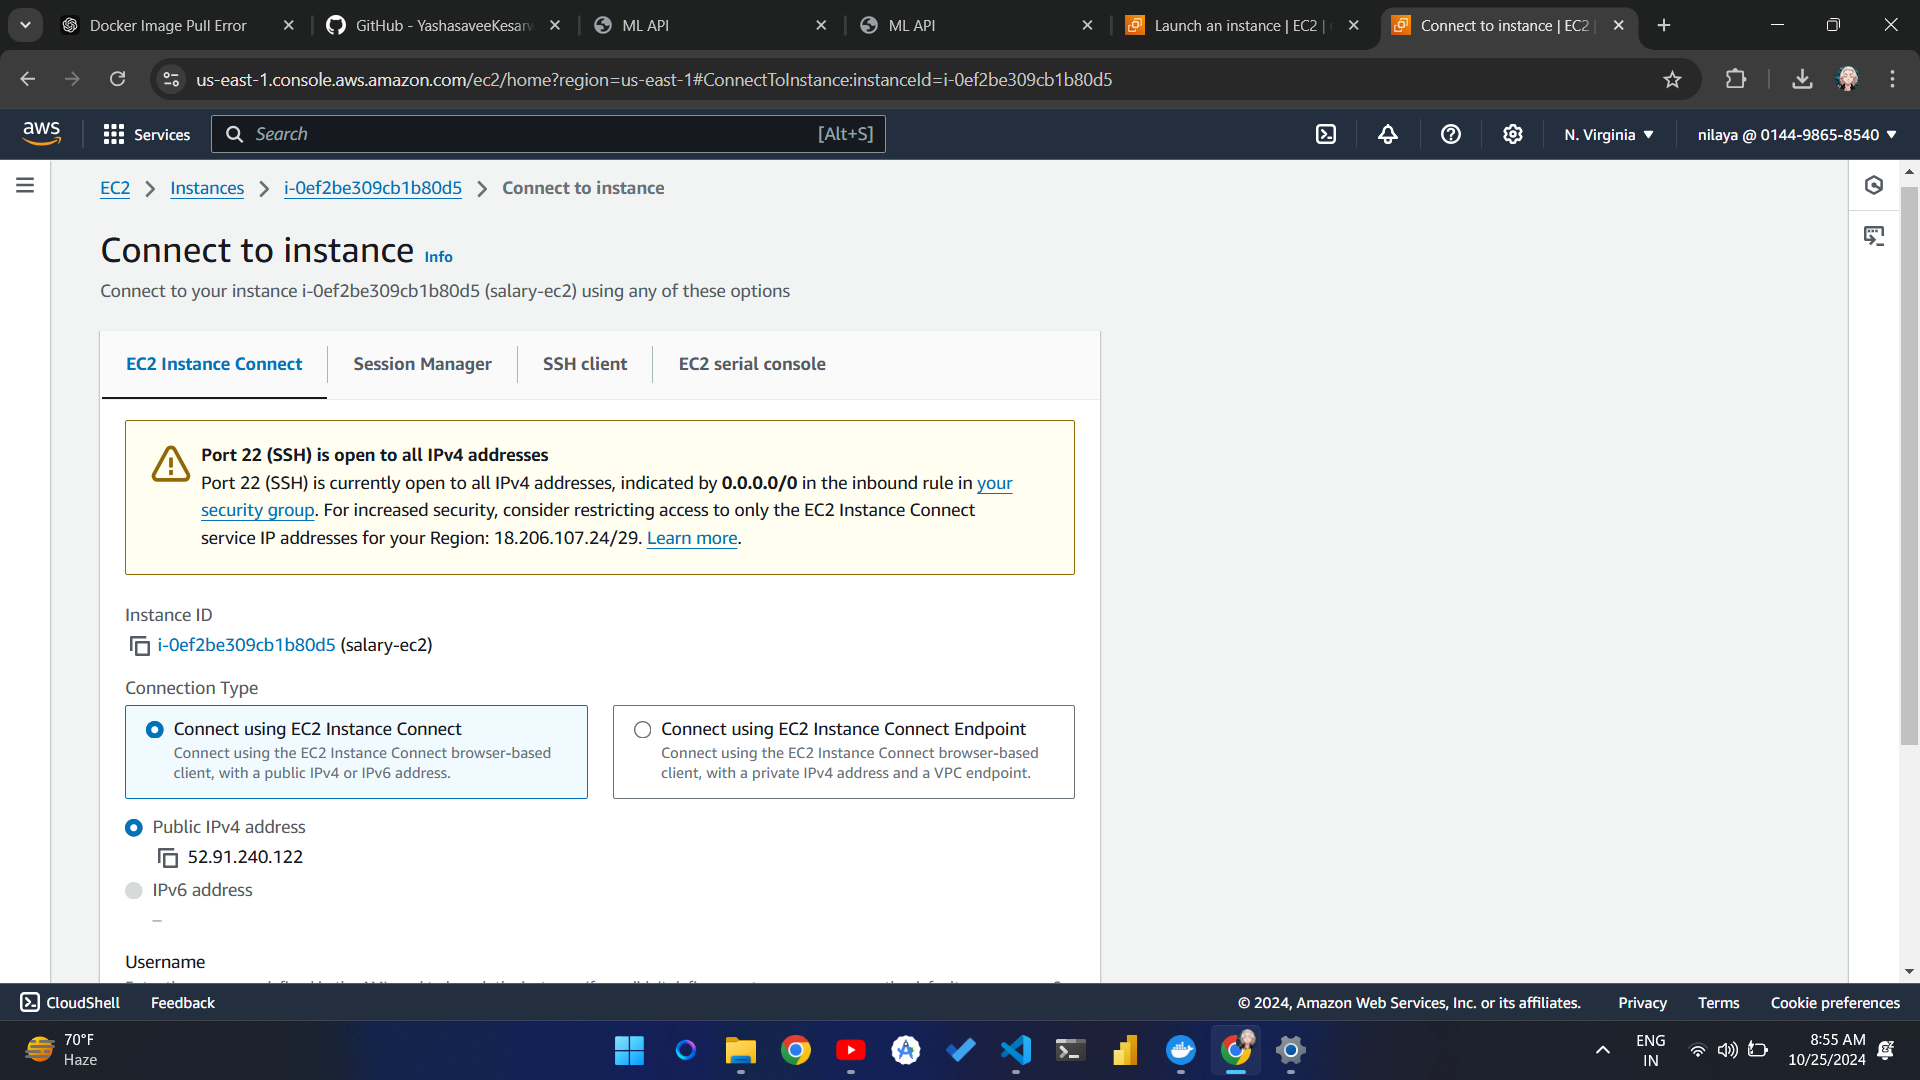 Docker Image Pull Error
GitHub - YashasaveeKesarw
ML API
ML API
Launch an instance | EC2 |
Connect to instance | EC2 |
us-east-1.console.aws.amazon.com/ec2/home?region=us-east-1#ConnectToInstance:instanceId=i-0ef2be309cb1b80d5
aws
Services
Search
[Alt+S]
N. Virginia
nilaya @ 0144-9865-8540
EC2 > Instances > i-0ef2be309cb1b80d5 > Connect to instance
Connect to instance Info
Connect to your instance i-0ef2be309cb1b80d5 (salary-ec2) using any of these options
EC2 Instance Connect
Session Manager
SSH client
EC2 serial console
Port 22 (SSH) is open to all IPv4 addresses
Port 22 (SSH) is currently open to all IPv4 addresses, indicated by 0.0.0.0/0 in the inbound rule in your
security group. For increased security, consider restricting access to only the EC2 Instance Connect
service IP addresses for your Region: 18.206.107.24/29. Learn more.
Instance ID
i-0ef2be309cb1b80d5 (salary-ec2)
Connection Type
Connect using EC2 Instance Connect
Connect using the EC2 Instance Connect browser-based
client, with a public IPv4 or IPv6 address.
Connect using EC2 Instance Connect Endpoint
Connect using the EC2 Instance Connect browser-based
client, with a private IPv4 address and a VPC endpoint.
Public IPv4 address
52.91.240.122
IPv6 address
–
Username
CloudShell
Feedback
© 2024, Amazon Web Services, Inc. or its affiliates.
Privacy
Terms
Cookie preferences
70°F
Haze
ENG
IN
8:55 AM
10/25/2024